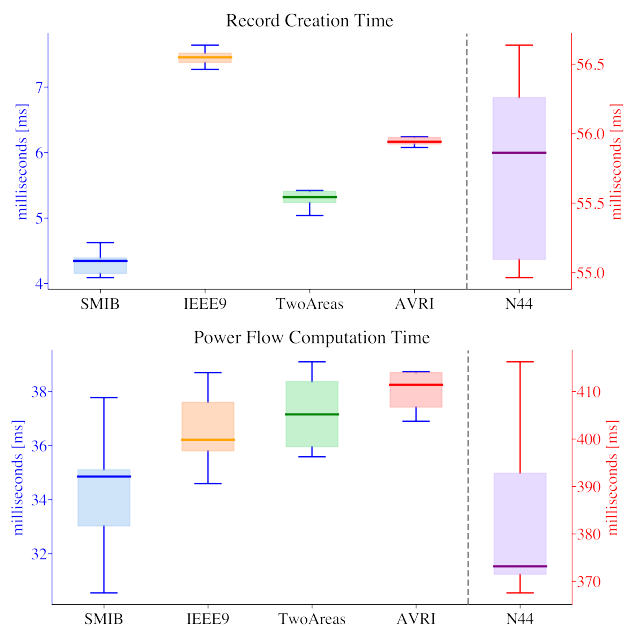 Record Creation Time
milliseconds [ms]
7
6
5
4
56.5
56.0
55.5
55.0
milliseconds [ms]
SMIB IEEE9 TwoAreas AVRI N44
Power Flow Computation Time
milliseconds [ms]
38
36
34
32
410
400
390
380
370
milliseconds [ms]
SMIB IEEE9 TwoAreas AVRI N44